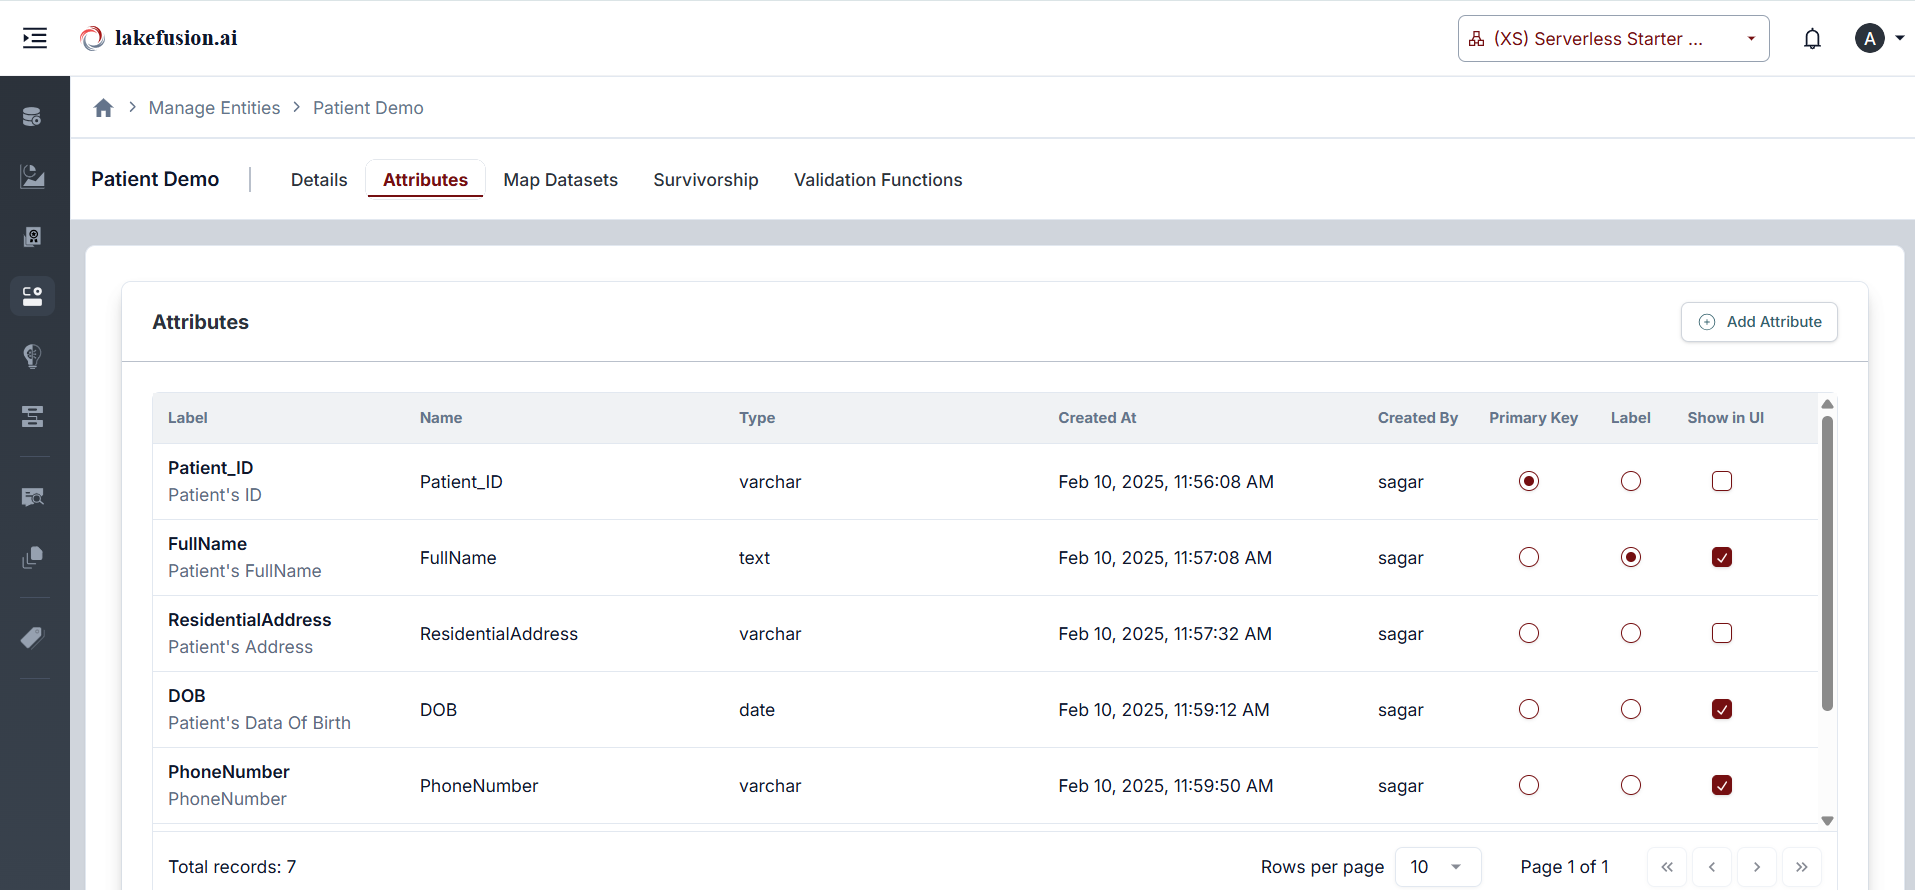 lakefusion.ai
(XS) Serverless Starter ...
A
Manage Entities > Patient Demo
Patient Demo
Details
Attributes
Map Datasets
Survivorship
Validation Functions
Attributes
Add Attribute
Label Name Type Created At Created By Primary Key Label Show in UI
Patient_ID
Patient's ID
Patient_ID varchar Feb 10, 2025, 11:56:08 AM sagar
FullName
Patient's FullName
FullName text Feb 10, 2025, 11:57:08 AM sagar
ResidentialAddress
Patient's Address
ResidentialAddress varchar Feb 10, 2025, 11:57:32 AM sagar
DOB
Patient's Data Of Birth
DOB date Feb 10, 2025, 11:59:12 AM sagar
PhoneNumber
PhoneNumber
PhoneNumber varchar Feb 10, 2025, 11:59:50 AM sagar
Total records: 7
Rows per page 10
Page 1 of 1